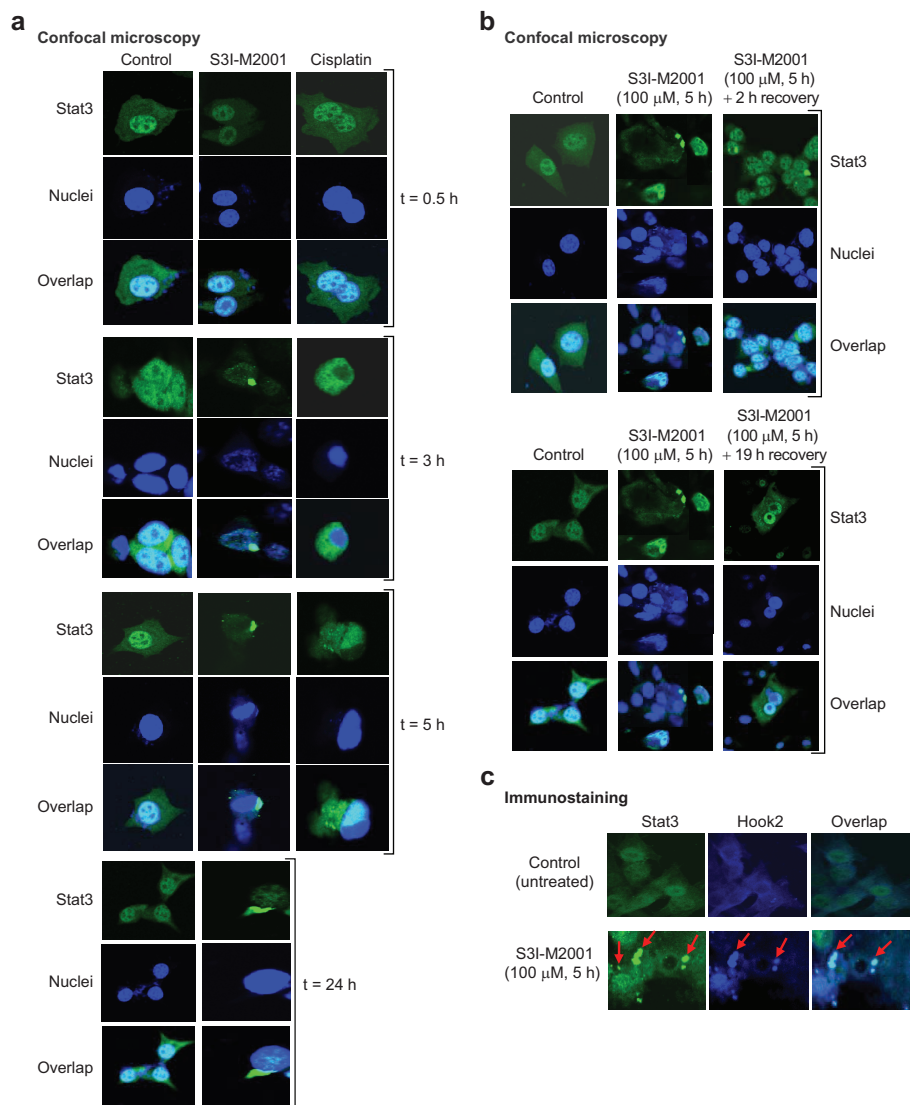 a
Confocal microscopy
Control S3I-M2001 Cisplatin
Stat3
Nuclei
Overlap
t = 0.5 h
Stat3
Nuclei
Overlap
t = 3 h
Stat3
Nuclei
Overlap
t = 5 h
Stat3
Nuclei
Overlap
t = 24 h
b
Confocal microscopy
Control
S3I-M2001
(100 μM, 5 h)
S3I-M2001
(100 μM, 5 h)
+ 2 h recovery
Stat3
Nuclei
Overlap
Control
S3I-M2001
(100 μM, 5 h)
S3I-M2001
(100 μM, 5 h)
+ 19 h recovery
Stat3
Nuclei
Overlap
c
Immunostaining
Stat3 Hook2 Overlap
Control
(untreated)
S3I-M2001
(100 μM, 5 h)